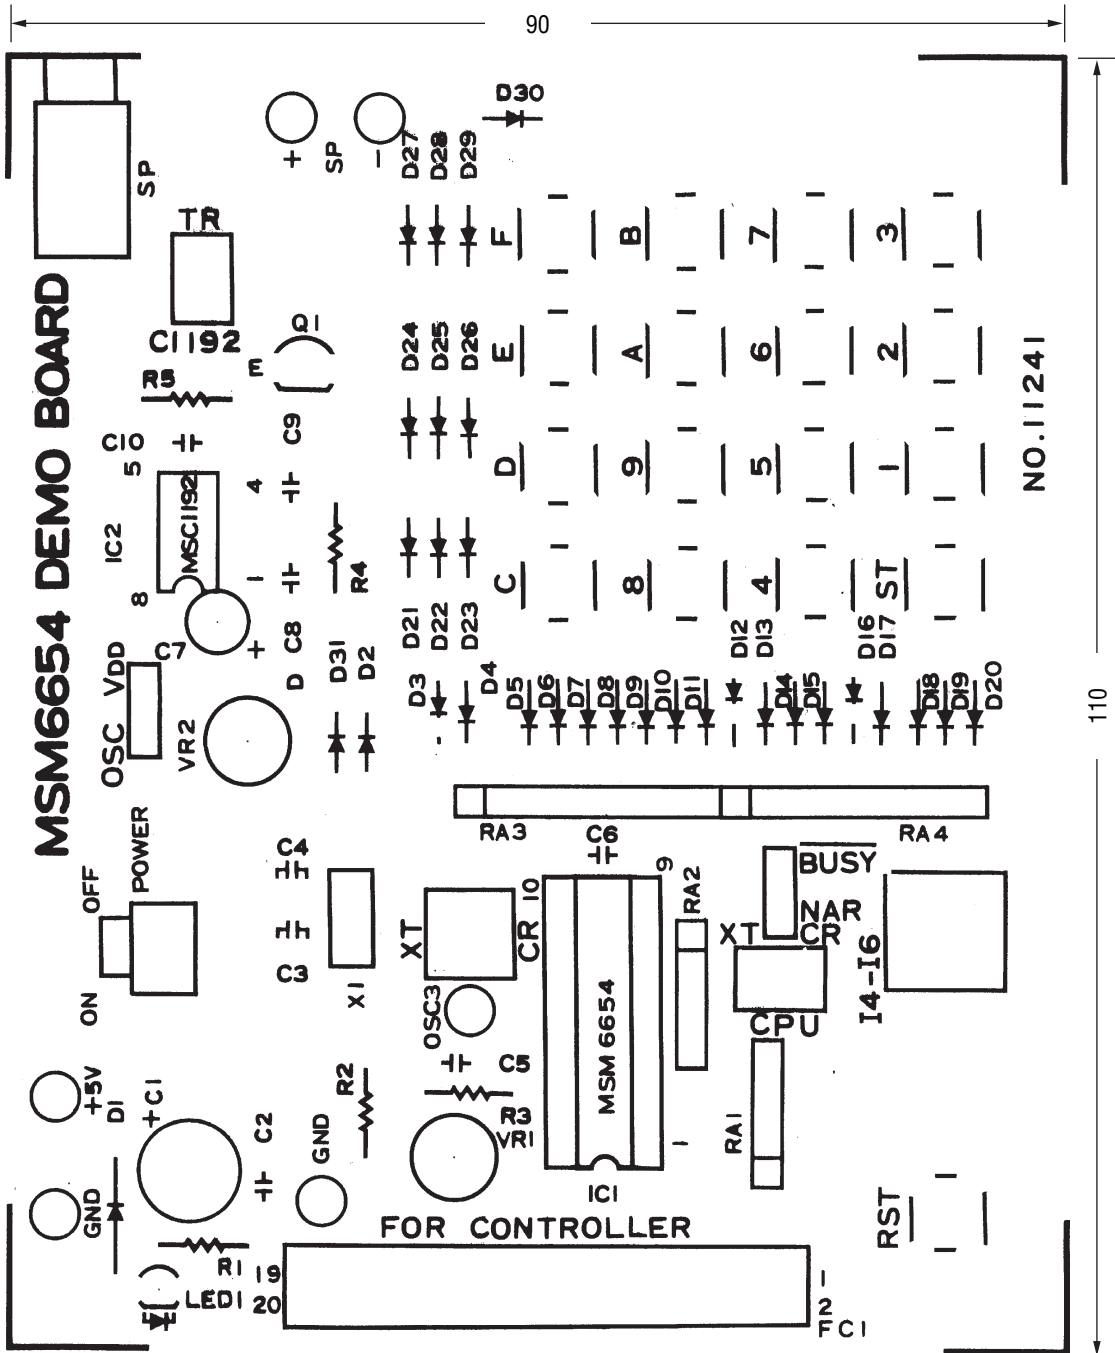 90
110
MSM6654 DEMO BOARD
NO.11241
SP
+ SP -
D30
D27 D28 D29
TR
C1192
Q1
E
R5
C10
C9
5 4
IC2
MSC1192
8 1
C7
+
C8
D
R4
D24 D25 D26
D21 D22 D23
F B 7 3
E A 6 2
D 9 5 1
C 8 4 ST
OSC VDD
VR2
D31 D2
D3 D4 D5 D6 D7 D8 D9 D10 D11 D12 D13 D14 D15 D16 D17 D18 D19 D20
RA3 RA4
C6
OFF
POWER
ON
C4
C3
X1
XT
CR
10 9
RA2
BUSY
NAR
XT CR
CPU
I4-I6
OSC3
C5
R2
R3
VR1
MSM 6654
1
IC1
RA1
+5V
D1
+C1
C2
GND
GND
RST
FOR CONTROLLER
R1
LED1
19 1
20 2
FC1